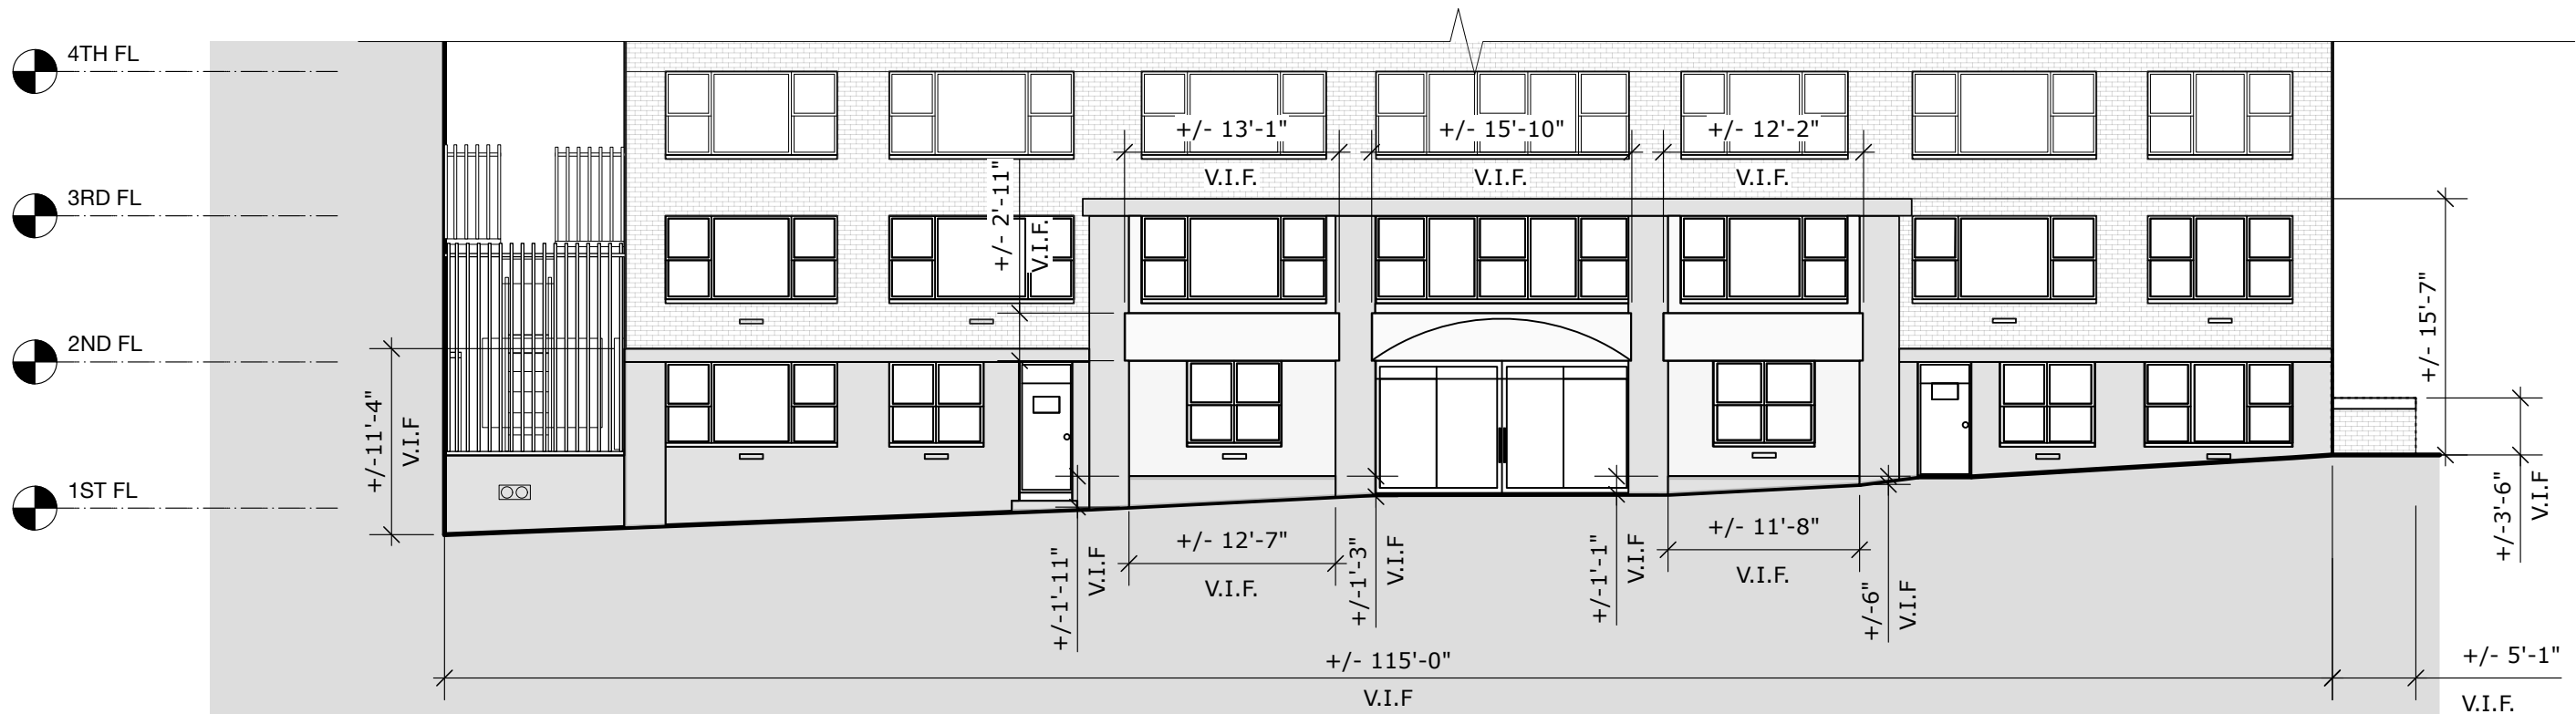 4TH FL
+/- 13'-1"
V.I.F.
+/- 15'-10"
V.I.F.
+/- 12'-2"
V.I.F.
+/- 2'-11"
V.I.F.
3RD FL
+/- 15'-7"
2ND FL
+/-11'-4"
V.I.F
1ST FL
+/-3'-6"
V.I.F
+/-1'-11"
V.I.F
+/- 12'-7"
V.I.F.
+/-1'-3"
V.I.F
+/-1'-1"
V.I.F
+/- 11'-8"
V.I.F.
+/-6"
V.I.F
+/- 115'-0"
V.I.F
+/- 5'-1"
V.I.F.